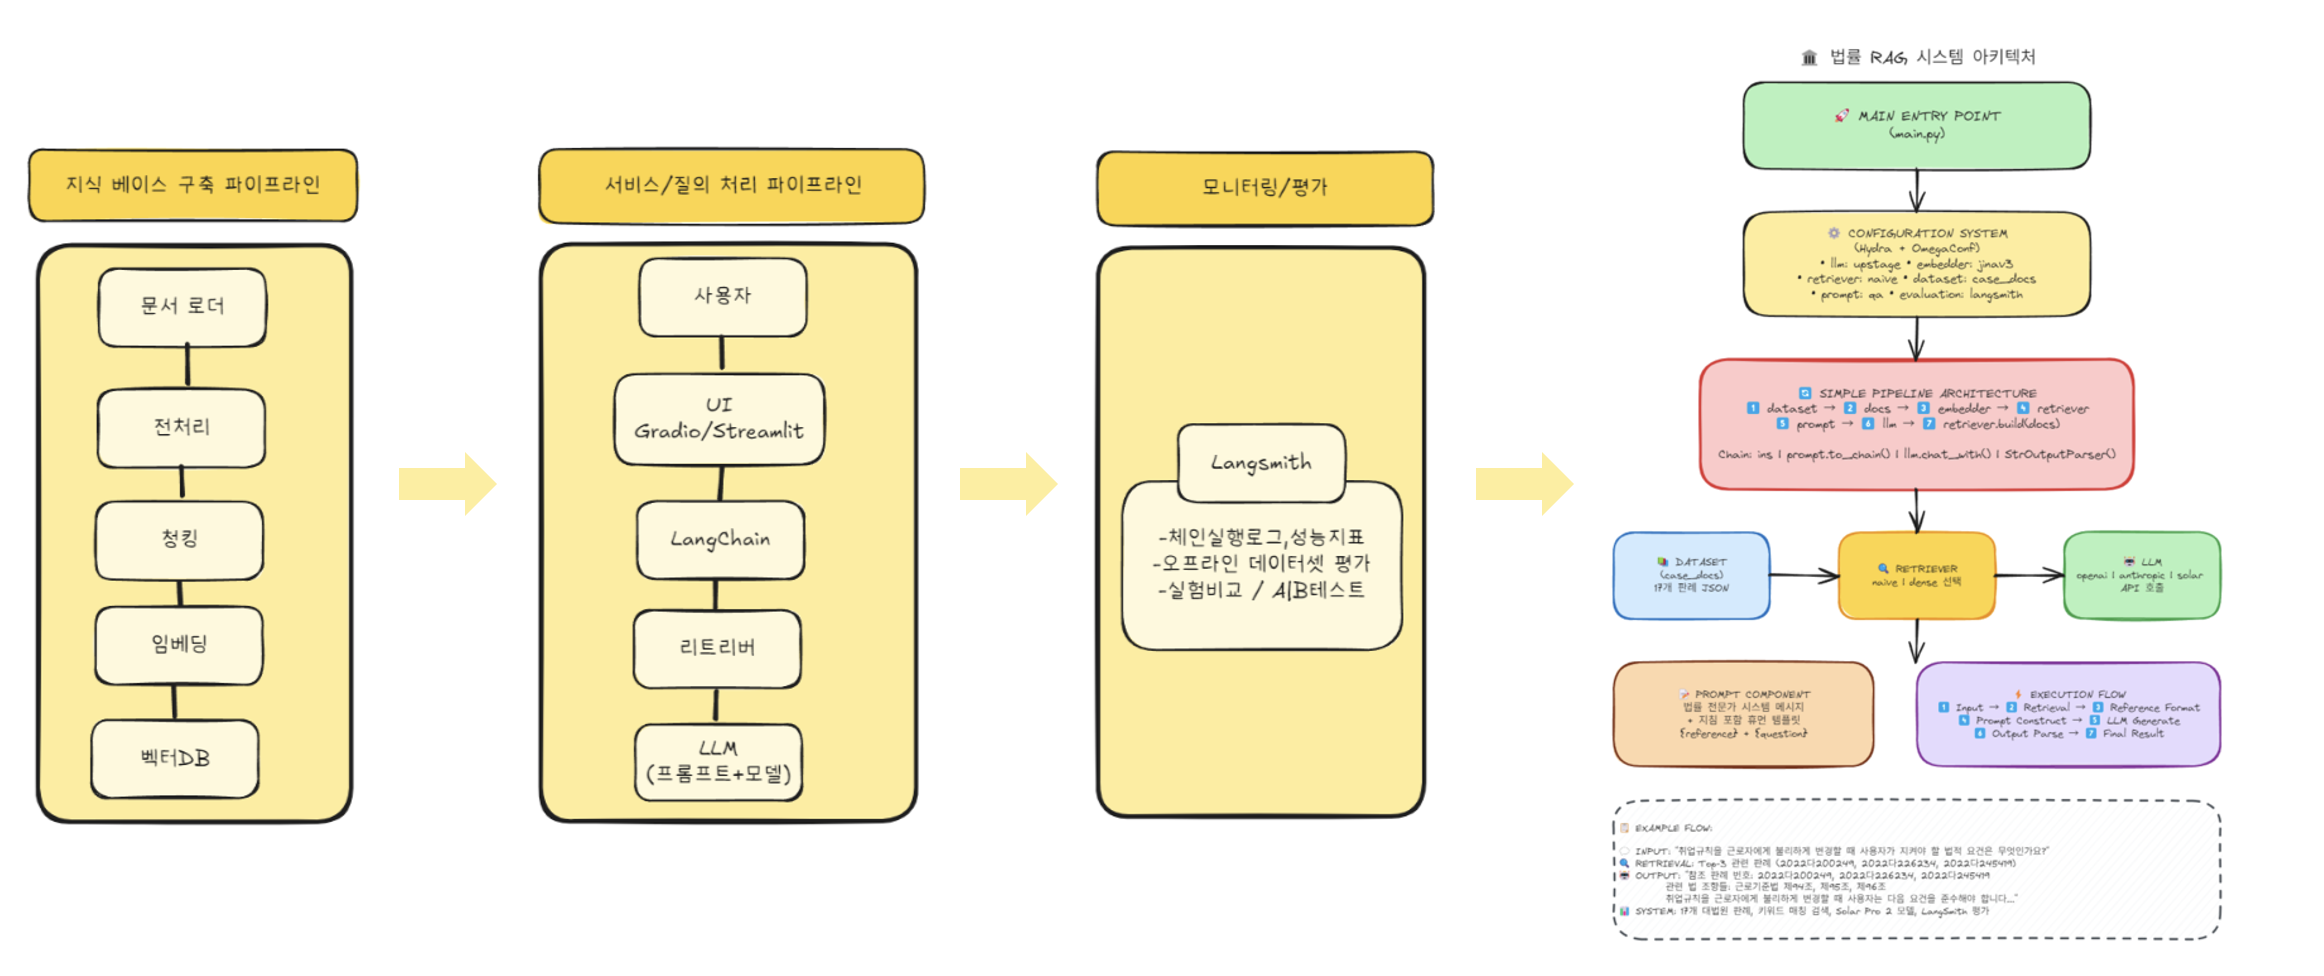 지식 베이스 구축 파이프라인
문서 로더
전처리
청킹
임베딩
벡터DB
서비스/질의 처리 파이프라인
사용자
UI
Gradio/Streamlit
LangChain
리트리버
LLM
(프롬프트+모델)
모니터링/평가
Langsmith
-체인실행로그,성능지표
-오프라인 데이터셋 평가
-실험비교 / A|B테스트
🏛️ 법률 RAG 시스템 아키텍처
🚀 MAIN ENTRY POINT
(main.py)
⚙️ CONFIGURATION SYSTEM
(Hydra + OmegaConf)
• llm: upstage • embedder: jinav3
• retriever: naive • dataset: case_docs
• prompt: qa • evaluation: langsmith
🔄 SIMPLE PIPELINE ARCHITECTURE
1️⃣ dataset → 2️⃣ docs → 3️⃣ embedder → 4️⃣ retriever
5️⃣ prompt → 6️⃣ llm → 7️⃣ retriever.build(docs)
Chain: ins | prompt.to_chain() | llm.chat_with() | StrOutputParser()
📚 DATASET
(case_docs)
17개 판례 JSON
🔍 RETRIEVER
naive | dense 선택
🤖 LLM
openai | anthropic | solar
API 호출
📝 PROMPT COMPONENT
법률 전문가 시스템 메시지
+ 지침 포함 휴먼 템플릿
{reference} + {question}
⚡ EXECUTION FLOW
1️⃣ Input → 2️⃣ Retrieval → 3️⃣ Reference Format
4️⃣ Prompt Construct → 5️⃣ LLM Generate
6️⃣ Output Parse → 7️⃣ Final Result
📋 EXAMPLE FLOW:
💬 INPUT: "취업규칙을 근로자에게 불리하게 변경할 때 사용자가 지켜야 할 법적 요건은 무엇인가요?"
🔍 RETRIEVAL: Top-3 관련 판례 (2022다200249, 2022다226234, 2022다245419)
🤖 OUTPUT: "참조 판례 번호: 2022다200249, 2022다226234, 2022다245419
관련 법 조항들: 근로기준법 제94조, 제95조, 제96조
취업규칙을 근로자에게 불리하게 변경할 때 사용자는 다음 요건을 준수해야 합니다..."
📊 SYSTEM: 17개 대법원 판례, 키워드 매칭 검색, Solar Pro 2 모델, LangSmith 평가